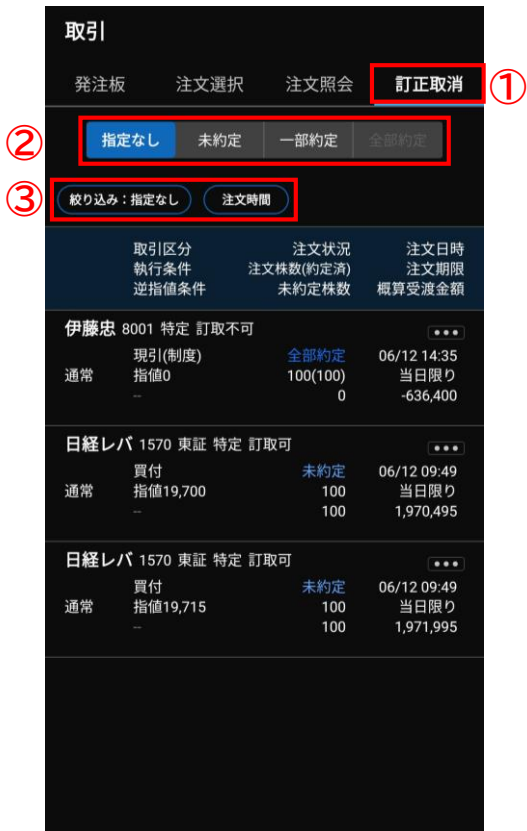 取引
発注板 注文選択 注文照会 訂正取消 ①
② 指定なし 未約定 一部約定 全部約定
③ 絞り込み：指定なし 注文時間
取引区分 注文状況 注文日時
執行条件 注文株数(約定済) 注文期限
逆指値条件 未約定株数 概算受渡金額
伊藤忠 8001 特定 訂取不可 •••
現引(制度) 全部約定 06/12 14:35
通常 指値0 100(100) 当日限り
-- 0 -636,400
日経レバ 1570 東証 特定 訂取可 •••
買付 未約定 06/12 09:49
通常 指値19,700 100 当日限り
-- 100 1,970,495
日経レバ 1570 東証 特定 訂取可 •••
買付 未約定 06/12 09:49
通常 指値19,715 100 当日限り
-- 100 1,971,995